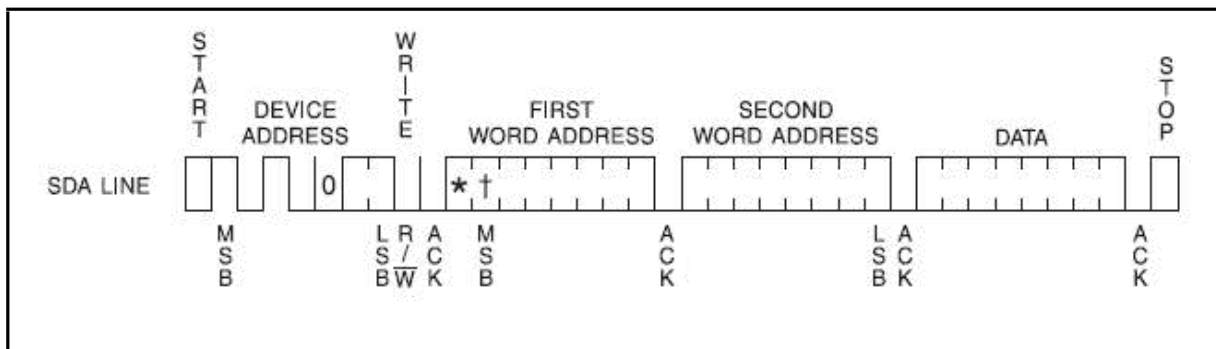 START
DEVICE
ADDRESS
WRITE
FIRST
WORD ADDRESS
SECOND
WORD ADDRESS
DATA
STOP
SDA LINE
0
* †
MSB
LSB
R/W̅
ACK
MSB
ACK
LSB
ACK
ACK